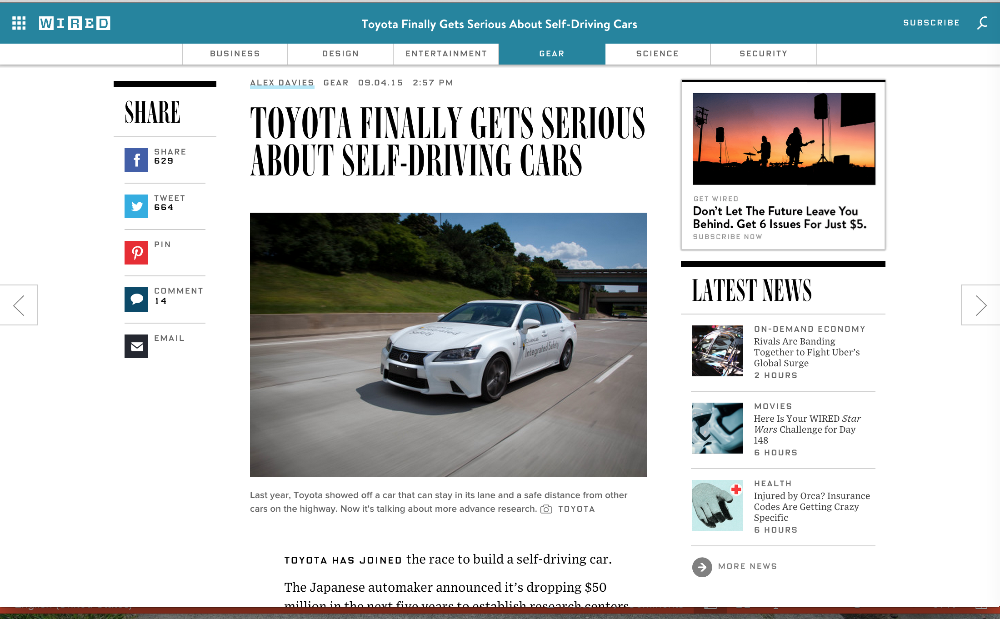 WIRED
Toyota Finally Gets Serious About Self-Driving Cars
SUBSCRIBE
BUSINESS
DESIGN
ENTERTAINMENT
GEAR
SCIENCE
SECURITY
SHARE
SHARE
629
TWEET
664
PIN
COMMENT
14
EMAIL
ALEX DAVIES GEAR 09.04.15 2:57 PM
TOYOTA FINALLY GETS SERIOUS
ABOUT SELF-DRIVING CARS
Integrated
Safety
LEXUS
Integrated Safety
Last year, Toyota showed off a car that can stay in its lane and a safe distance from other
cars on the highway. Now it's talking about more advance research. TOYOTA
TOYOTA HAS JOINED the race to build a self-driving car.
The Japanese automaker announced it’s dropping $50
million in the next five years to establish research centers
GET WIRED
Don’t Let The Future Leave You
Behind. Get 6 Issues For Just $5.
SUBSCRIBE NOW
LATEST NEWS
ON-DEMAND ECONOMY
Rivals Are Banding
Together to Fight Uber’s
Global Surge
2 HOURS
MOVIES
Here Is Your WIRED Star
Wars Challenge for Day
148
6 HOURS
HEALTH
Injured by Orca? Insurance
Codes Are Getting Crazy
Specific
6 HOURS
MORE NEWS
English (United States)